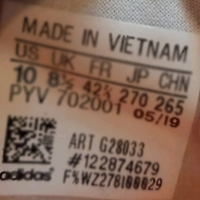 MADE IN VIETNAM
US UK FR JP CHN
10 8½ 42⅔ 270 265
PYV 702001 05/19
ART G28033
#122874679
adidas F%WZ278I00029